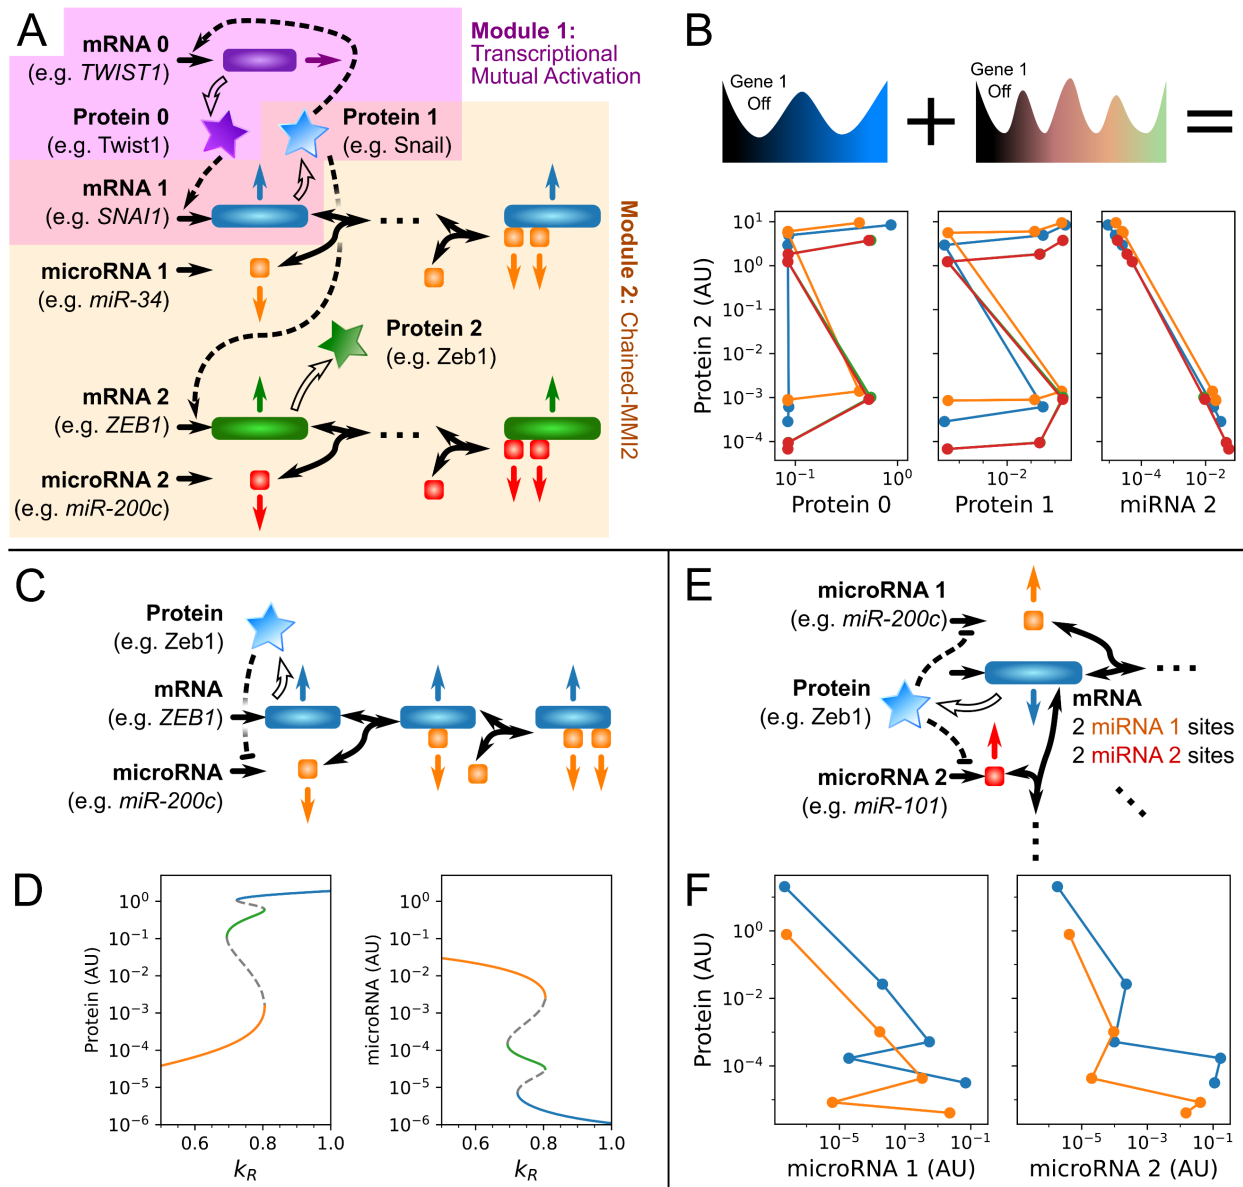 A
mRNA 0
(e.g. TWIST1)
Module 1:
Transcriptional
Mutual Activation
Protein 0
(e.g. Twist1)
Protein 1
(e.g. Snail)
mRNA 1
(e.g. SNAI1)
microRNA 1
(e.g. miR-34)
Protein 2
(e.g. Zeb1)
mRNA 2
(e.g. ZEB1)
microRNA 2
(e.g. miR-200c)
Module 2: Chained-MMI2
B
Gene 1
Off
+
Gene 1
Off
=
Protein 2 (AU)
10¹
10⁰
10⁻¹
10⁻²
10⁻³
10⁻⁴
10⁻¹ 10⁰
Protein 0
10⁻²
Protein 1
10⁻⁴ 10⁻²
miRNA 2
C
Protein
(e.g. Zeb1)
mRNA
(e.g. ZEB1)
microRNA
(e.g. miR-200c)
D
Protein (AU)
10⁰
10⁻¹
10⁻²
10⁻³
10⁻⁴
10⁻⁵
10⁻⁶
0.6 0.8 1.0
k_R
microRNA (AU)
10⁰
10⁻¹
10⁻²
10⁻³
10⁻⁴
10⁻⁵
10⁻⁶
0.6 0.8 1.0
k_R
E
microRNA 1
(e.g. miR-200c)
Protein
(e.g. Zeb1)
mRNA
2 miRNA 1 sites
2 miRNA 2 sites
microRNA 2
(e.g. miR-101)
F
Protein (AU)
10⁰
10⁻²
10⁻⁴
10⁻⁵ 10⁻³ 10⁻¹
microRNA 1 (AU)
10⁻⁵ 10⁻³ 10⁻¹
microRNA 2 (AU)